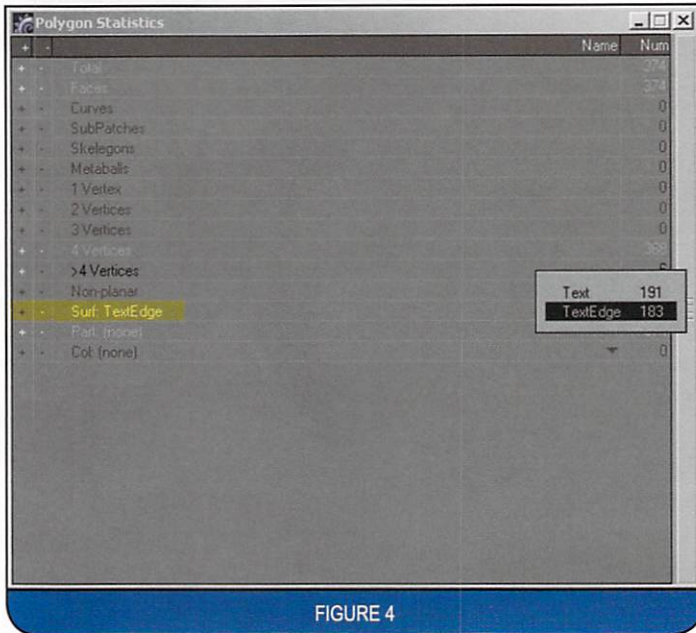 Polygon Statistics
+ - Name Num
+ - Total 374
+ - Faces 374
+ - Curves 0
+ - SubPatches 0
+ - Skelegons 0
+ - Metaballs 0
+ - 1 Vertex 0
+ - 2 Vertices 0
+ - 3 Vertices 0
+ - 4 Vertices 368
+ - >4 Vertices 6
+ - Non-planar
Text 191
+ - Surf: TextEdge
TextEdge 183
+ - Part: (none)
+ - Col: (none) 0
FIGURE 4